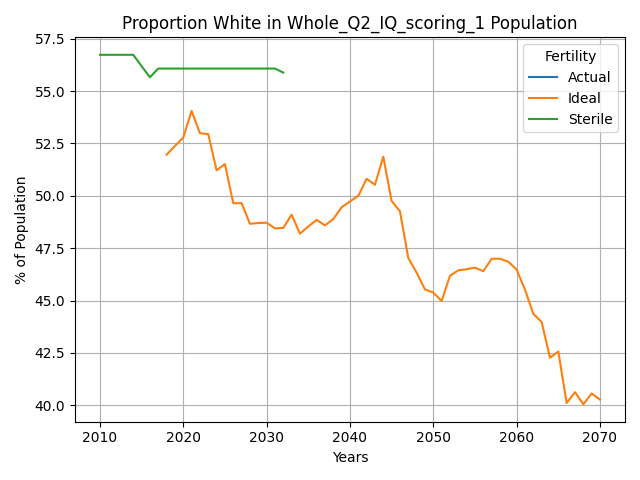 Proportion White in Whole_Q2_IQ_scoring_1 Population
57.5
55.0
52.5
50.0
47.5
45.0
42.5
40.0
% of Population
Fertility
Actual
Ideal
Sterile
2010 2020 2030 2040 2050 2060 2070
Years